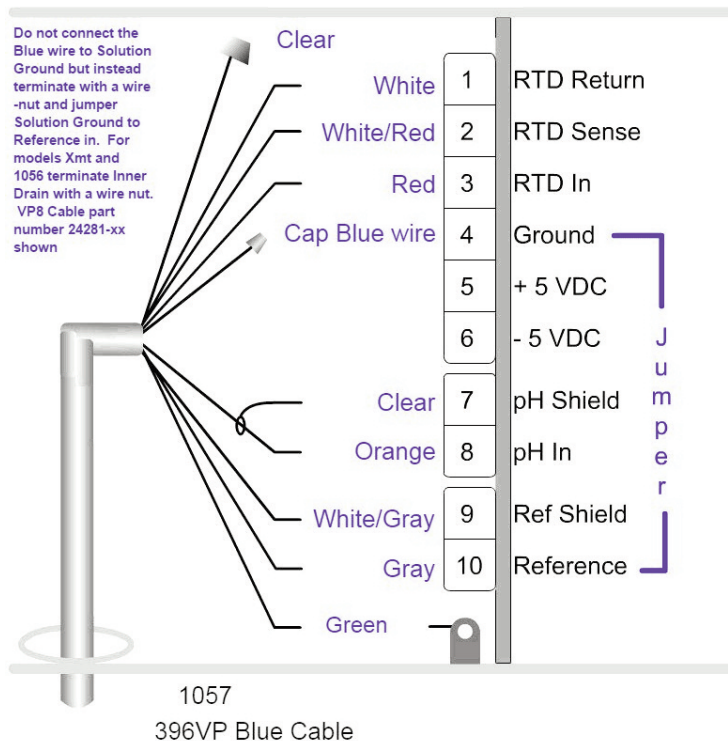 Do not connect the
Blue wire to Solution
Ground but instead
terminate with a wire
-nut and jumper
Solution Ground to
Reference in.  For
models Xmt and
1056 terminate Inner
Drain with a wire nut.
VP8 Cable part
number 24281-xx
shown
Clear
White 1 RTD Return
White/Red 2 RTD Sense
Red 3 RTD In
Cap Blue wire 4 Ground
5 + 5 VDC
6 - 5 VDC
Clear 7 pH Shield
Orange 8 pH In
White/Gray 9 Ref Shield
Gray 10 Reference
Jumper
Green
1057
396VP Blue Cable